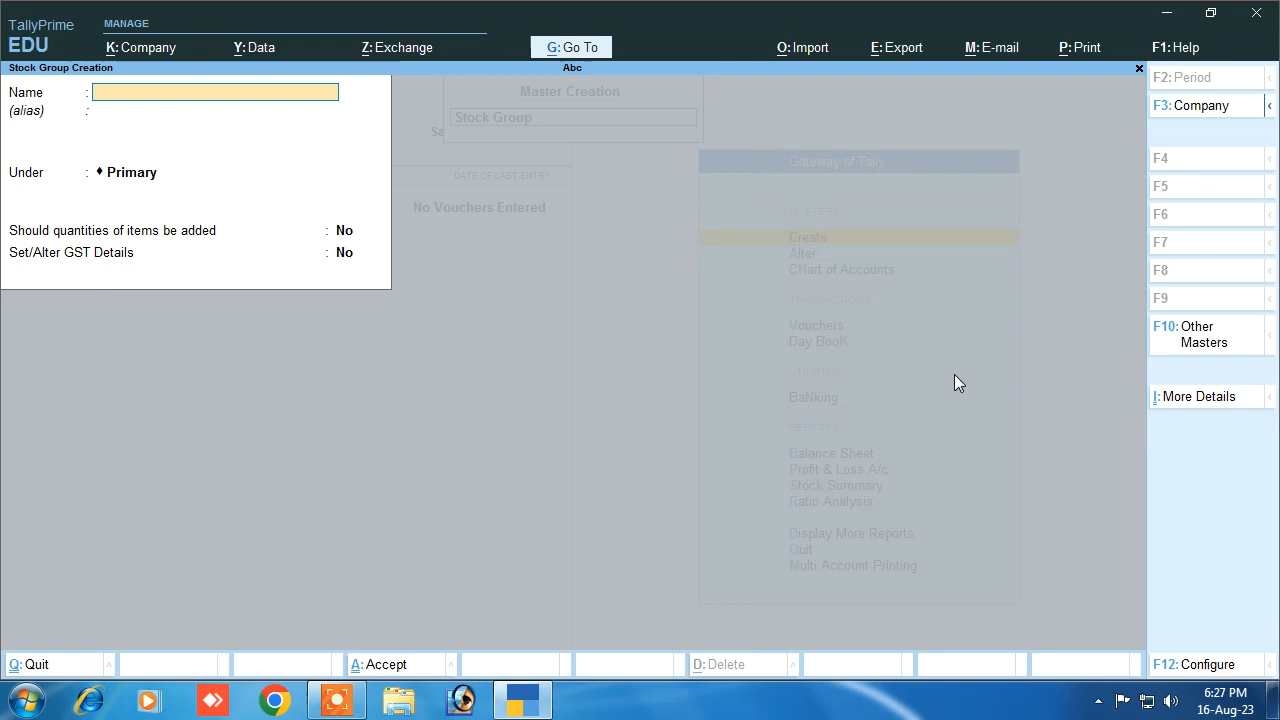 TallyPrime
EDU
MANAGE
K: Company
Y: Data
Z: Exchange
G: Go To
O: Import
E: Export
M: E-mail
P: Print
F1: Help
Stock Group Creation
Abc
Name :
(alias) :
Under : ♦ Primary
Should quantities of items be added : No
Set/Alter GST Details : No
Master Creation
Stock Group
DATE OF LAST ENTRY
No Vouchers Entered
Gateway of Tally
Create
Alter
CHart of Accounts
TRANSACTIONS
Vouchers
Day BooK
BaNking
Balance Sheet
Profit & Loss A/c
Stock Summary
Ratio Analysis
Display More Reports
Quit
Multi Account Printing
F2: Period
F3: Company
F4
F5
F6
F7
F8
F9
F10: Other
Masters
I: More Details
Q: Quit
A: Accept
D: Delete
F12: Configure
6:27 PM
16-Aug-23